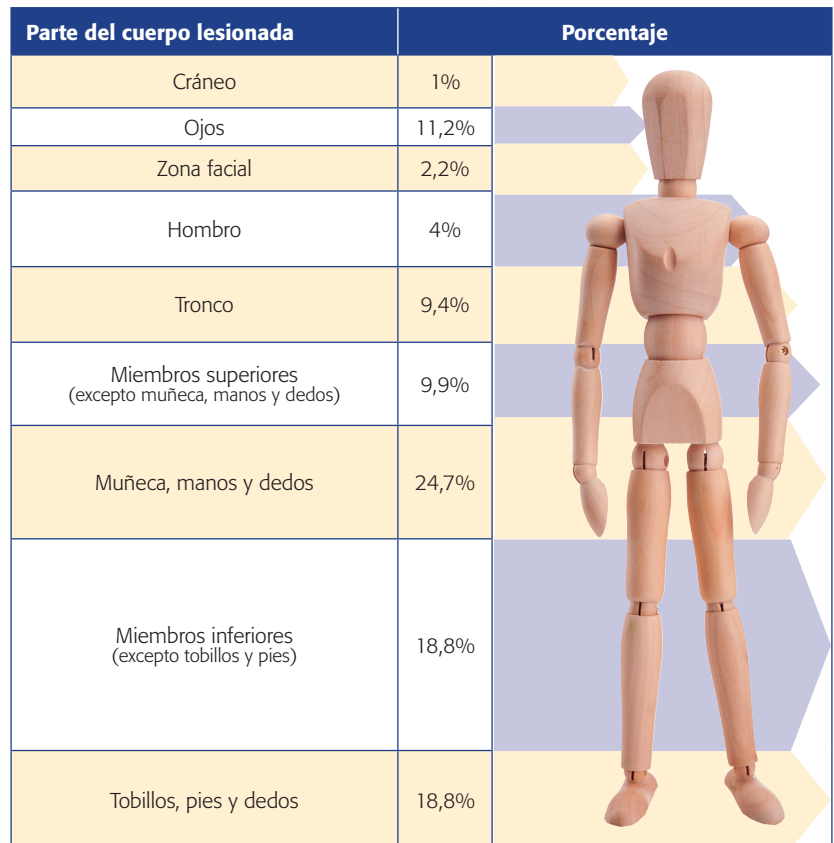 Parte del cuerpo lesionada Porcentaje
Cráneo 1%
Ojos 11,2%
Zona facial 2,2%
Hombro 4%
Tronco 9,4%
Miembros superiores
(excepto muñeca, manos y dedos) 9,9%
Muñeca, manos y dedos 24,7%
Miembros inferiores
(excepto tobillos y pies) 18,8%
Tobillos, pies y dedos 18,8%